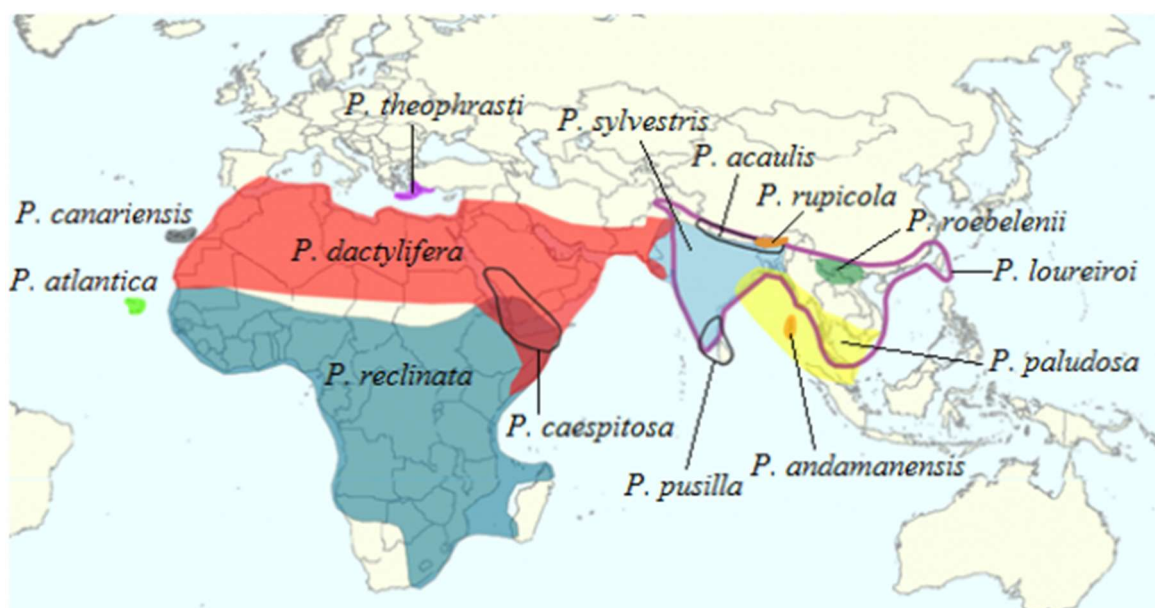 P. theophrasti
P. sylvestris
P. acaulis
P. rupicola
P. canariensis
P. roebelenii
P. dactylifera
P. loureiroi
P. atlantica
P. paludosa
P. reclinata
P. caespitosa
P. andamanensis
P. pusilla